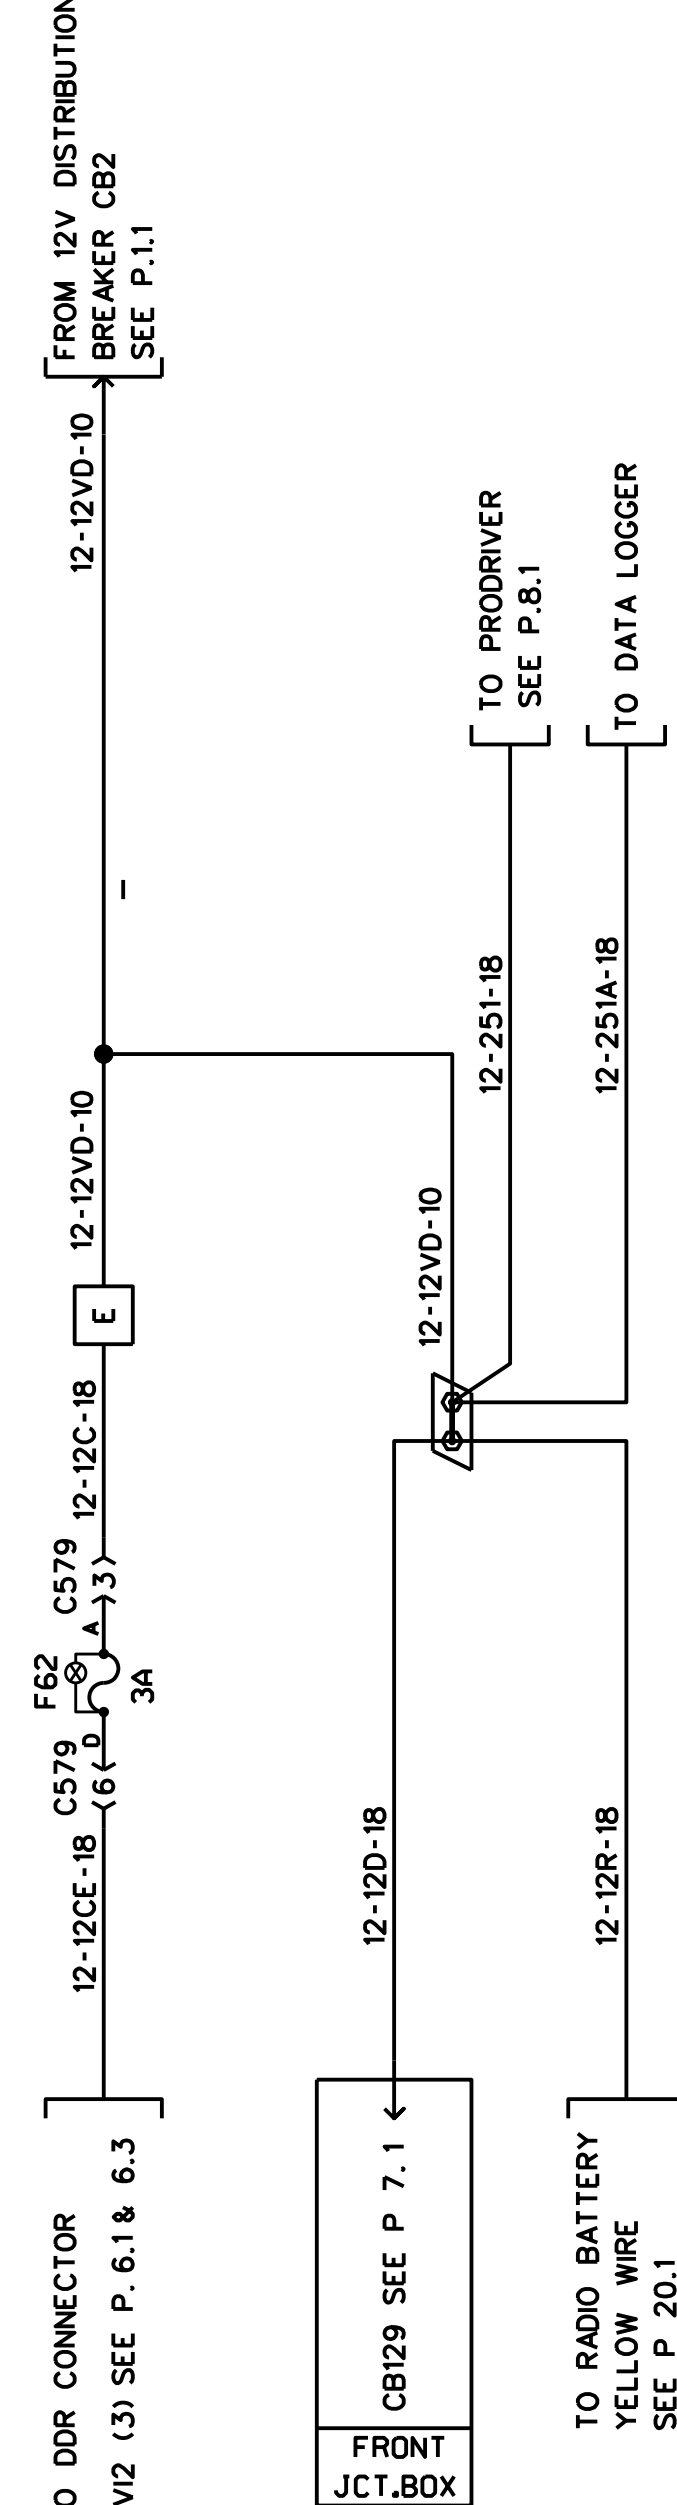 FROM 12V DISTRIBUTION
BREAKER CB2
SEE P.1.1
12-12VD-10
TO PRODRIVER
SEE P.8.1
TO DATA LOGGER
12-251-18
12-251A-18
12-12VD-10
12-12VD-10
E
12-12C-18
C579
3
A
F62
3A
D
C579
6
12-12CE-18
12-12D-18
12-12R-18
O DDR CONNECTOR
VI2 (3) SEE P. 6.1 & 6.3
CB129 SEE P 7.1
FRONT
JCT.BOX
TO RADIO BATTERY
YELLOW WIRE
SEE P 20.1